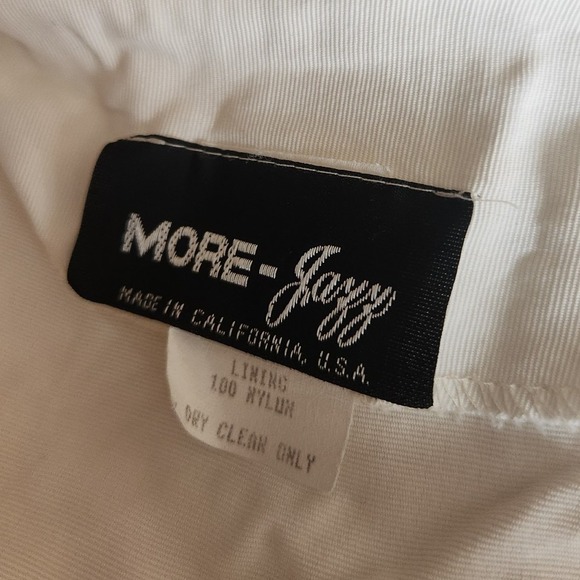 MORE-Jazz
MADE IN CALIFORNIA, U.S.A.
LINING
100 NYLON
DRY CLEAN ONLY